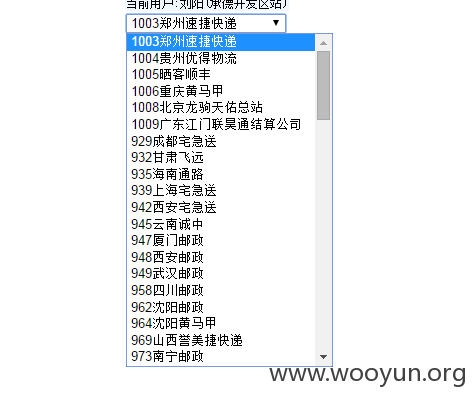 当前用户:刘阳(承德开发区站)
1003郑州速捷快递
1003郑州速捷快递
1004贵州优得物流
1005晒客顺丰
1006重庆黄马甲
1008北京龙驹天佑总站
1009广东江门联昊通结算公司
929成都宅急送
932甘肃飞远
935海南通路
939上海宅急送
942西安宅急送
945云南诚中
947厦门邮政
948西安邮政
949武汉邮政
958四川邮政
962沈阳邮政
964沈阳黄马甲
969山西誉美捷快递
973南宁邮政
www.wooyun.org